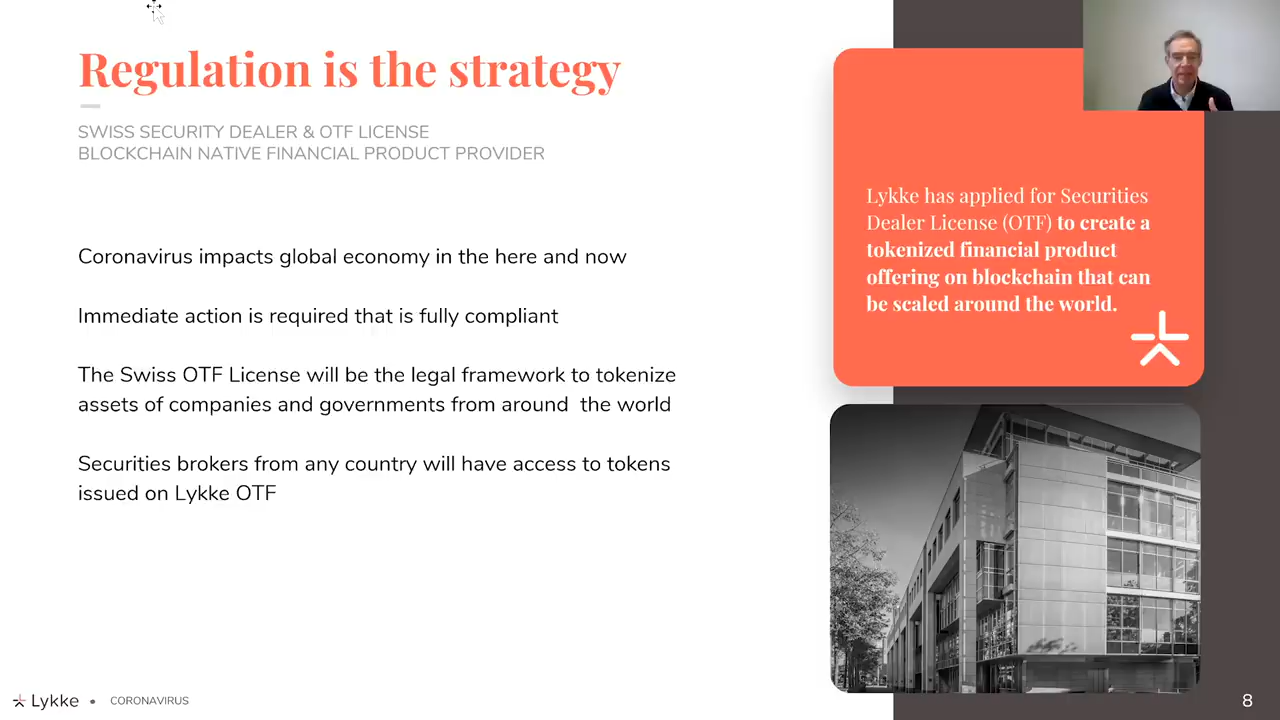 Regulation is the strategy
SWISS SECURITY DEALER & OTF LICENSE
BLOCKCHAIN NATIVE FINANCIAL PRODUCT PROVIDER
Coronavirus impacts global economy in the here and now
Immediate action is required that is fully compliant
The Swiss OTF License will be the legal framework to tokenize
assets of companies and governments from around  the world
Securities brokers from any country will have access to tokens
issued on Lykke OTF
Lykke has applied for Securities
Dealer License (OTF) to create a
tokenized financial product
offering on blockchain that can
be scaled around the world.
Lykke • CORONAVIRUS
8